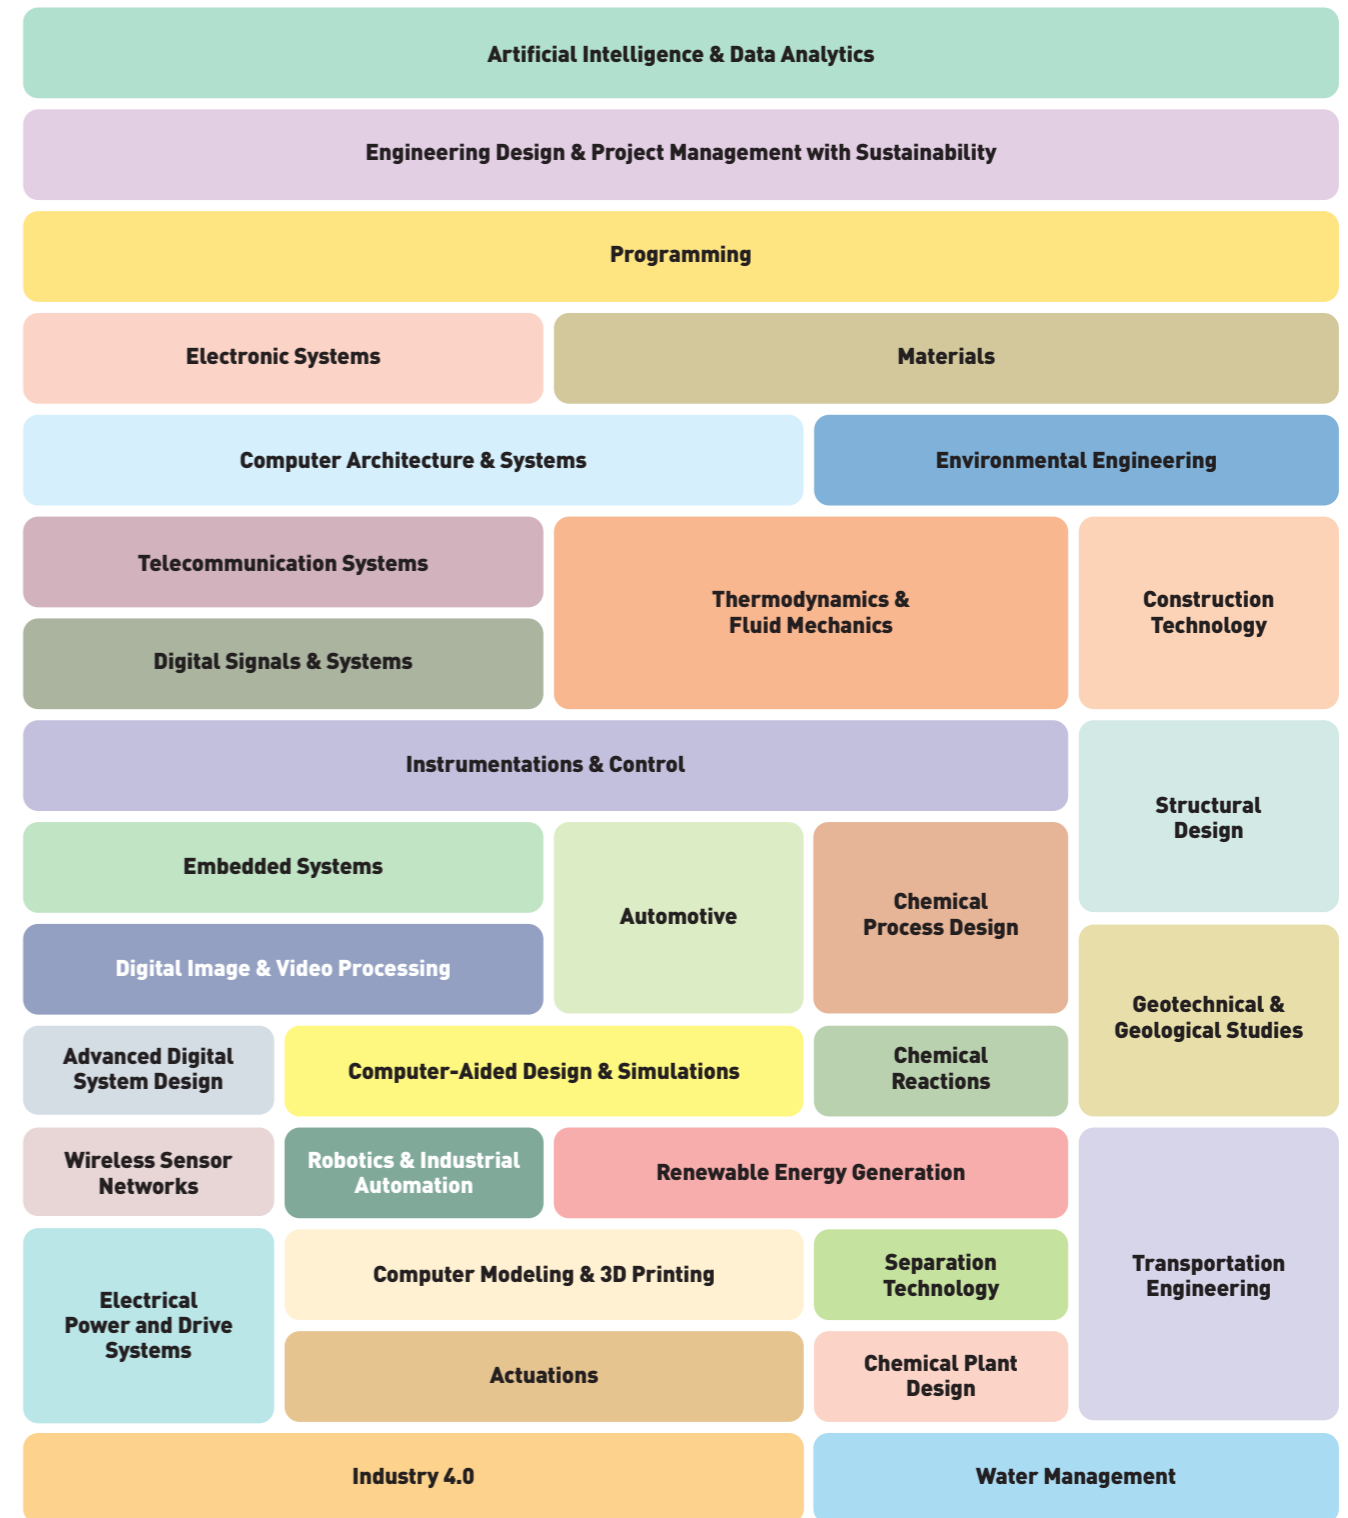 Artificial Intelligence & Data Analytics
Engineering Design & Project Management with Sustainability
Programming
Electronic Systems
Materials
Computer Architecture & Systems
Environmental Engineering
Telecommunication Systems
Thermodynamics &
Fluid Mechanics
Construction
Technology
Digital Signals & Systems
Instrumentations & Control
Structural
Design
Embedded Systems
Automotive
Chemical
Process Design
Digital Image & Video Processing
Geotechnical &
Geological Studies
Advanced Digital
System Design
Computer-Aided Design & Simulations
Chemical
Reactions
Wireless Sensor
Networks
Robotics & Industrial
Automation
Renewable Energy Generation
Transportation
Engineering
Electrical
Power and Drive
Systems
Computer Modeling & 3D Printing
Separation
Technology
Actuations
Chemical Plant
Design
Industry 4.0
Water Management